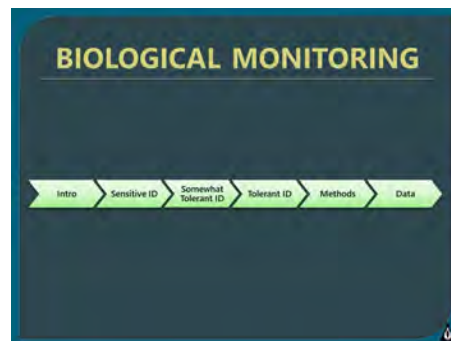 BIOLOGICAL MONITORING
Intro
Sensitive ID
Somewhat
Tolerant ID
Tolerant ID
Methods
Data